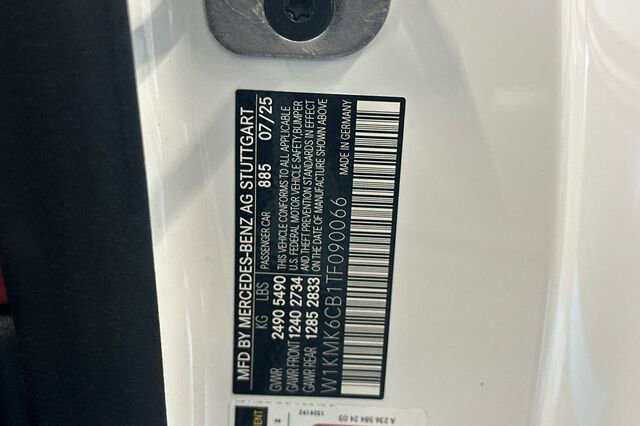 MFD BY MERCEDES-BENZ AG STUTTGART
PASSENGER CAR 885 07/25
KG LBS
GVWR 2490 5490
GAWR FRONT 1240 2734
GAWR REAR 1285 2833
THIS VEHICLE CONFORMS TO ALL APPLICABLE
U.S. FEDERAL MOTOR VEHICLE SAFETY, BUMPER
AND THEFT PREVENTION STANDARDS IN EFFECT
ON THE DATE OF MANUFACTURE SHOWN ABOVE
W1KMK6CB1TF090066
MADE IN GERMANY
A 236 584 24 03